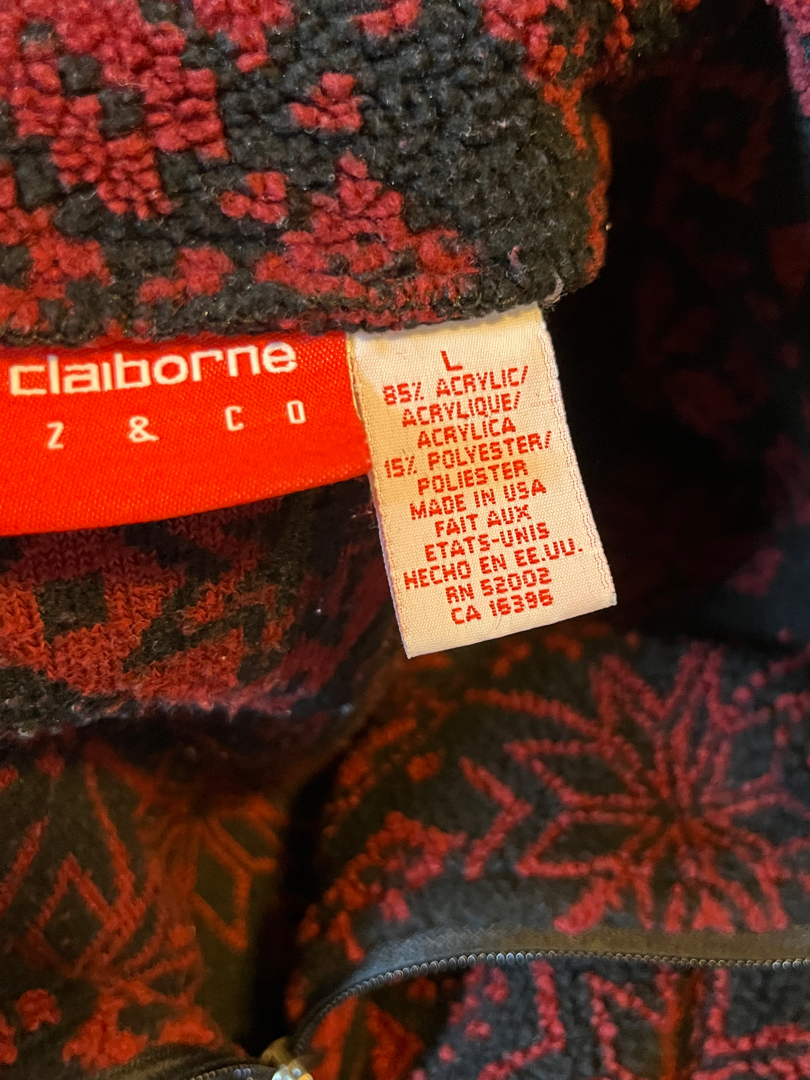 claiborne
Z & CO
L
85% ACRYLIC/
ACRYLIQUE/
ACRYLICA
15% POLYESTER/
POLIESTER
MADE IN USA
FAIT AUX
ETATS-UNIS
HECHO EN EE.UU.
RN 52002
CA 16396